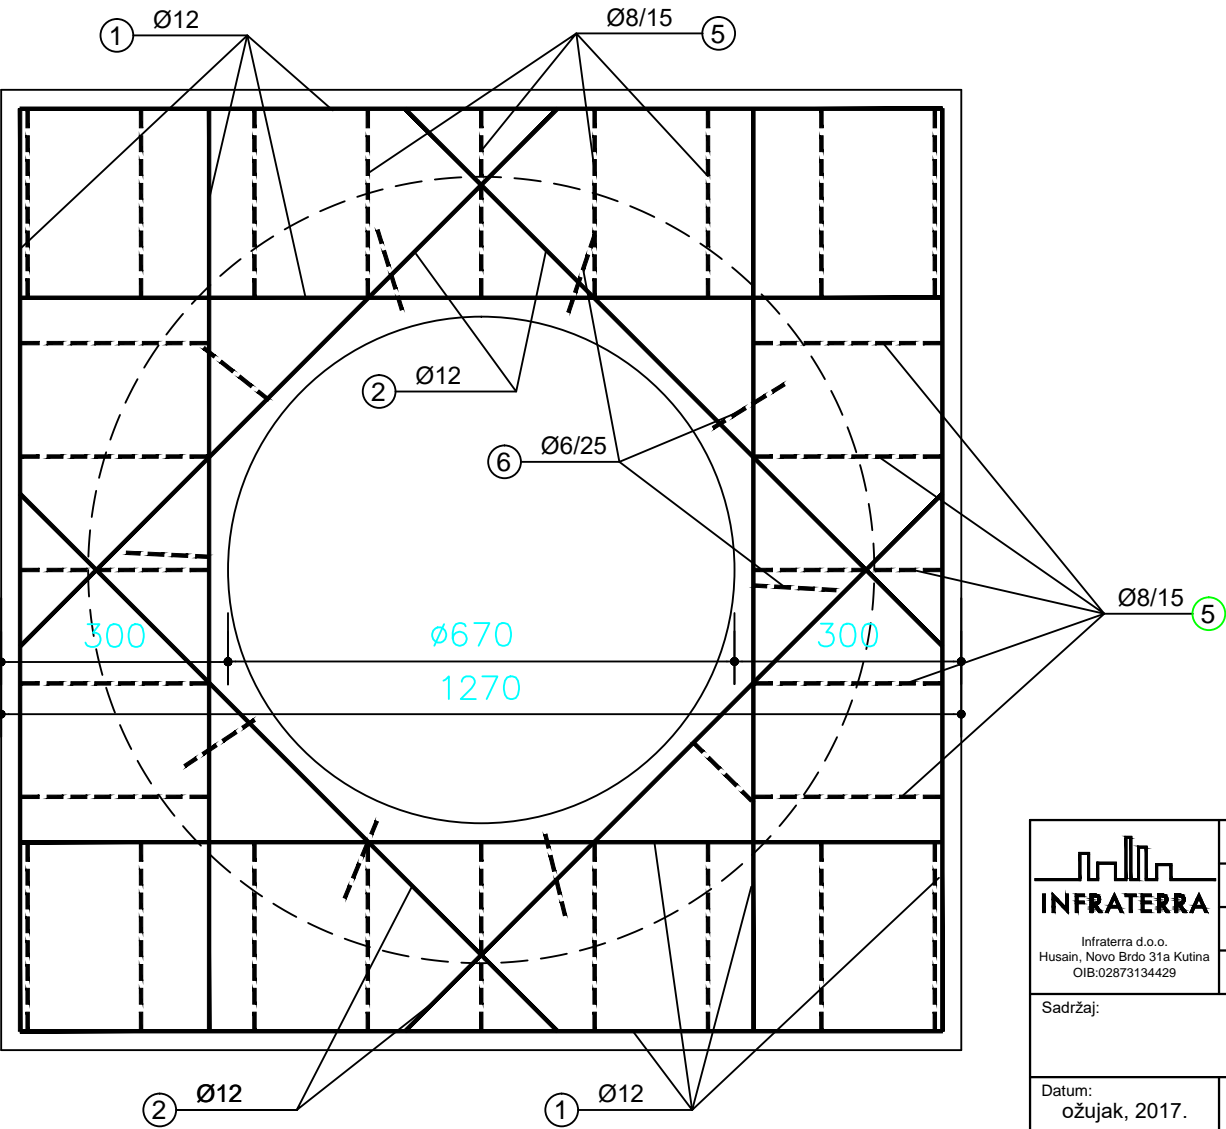 1 Ø12
Ø8/15 5
2 Ø12
6 Ø6/25
Ø8/15 5
300 ø670 300
1270
INFRATERRA
Infraterra d.o.o.
Husain, Novo Brdo 31a Kutina
OIB:02873134429
Sadržaj:
Datum:
ožujak, 2017.
2 Ø12
1 Ø12